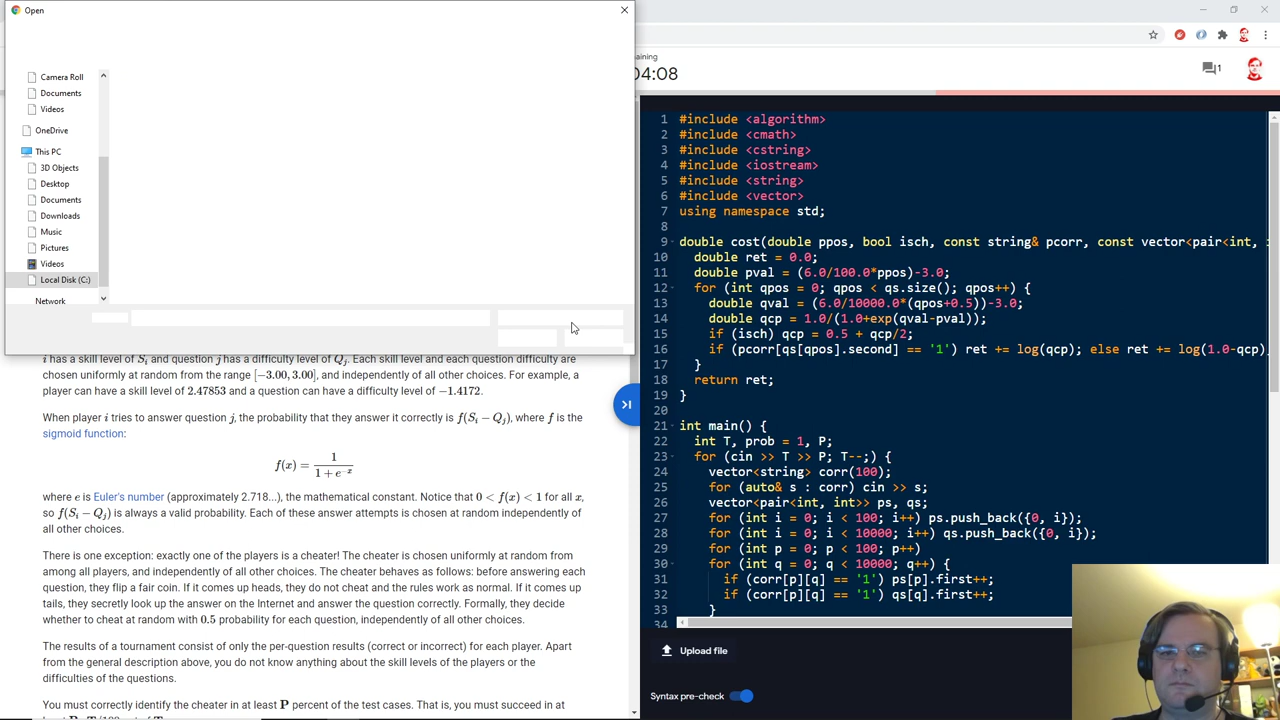 Open
Camera Roll
Documents
Videos
OneDrive
This PC
3D Objects
Desktop
Documents
Downloads
Music
Pictures
Videos
Local Disk (C:)
Network
i has a skill level of Si and question j has a difficulty level of Qj. Each skill level and each question difficulty are
chosen uniformly at random from the range [−3.00, 3.00], and independently of all other choices. For example, a
player can have a skill level of 2.47853 and a question can have a difficulty level of −1.4172.
When player i tries to answer question j, the probability that they answer it correctly is f(Si − Qj), where f is the
sigmoid function:
f(x) = 1 / (1 + e^−x)
where e is Euler's number (approximately 2.718...), the mathematical constant. Notice that 0 < f(x) < 1 for all x,
so f(Si − Qj) is always a valid probability. Each of these answer attempts is chosen at random independently of
all other choices.
There is one exception: exactly one of the players is a cheater! The cheater is chosen uniformly at random from
among all players, and independently of all other choices. The cheater behaves as follows: before answering each
question, they flip a fair coin. If it comes up heads, they do not cheat and the rules work as normal. If it comes up
tails, they secretly look up the answer on the Internet and answer the question correctly. Formally, they decide
whether to cheat at random with 0.5 probability for each question, independently of all other choices.
The results of a tournament consist of only the per-question results (correct or incorrect) for each player. Apart
from the general description above, you do not know anything about the skill levels of the players or the
difficulties of the questions.
You must correctly identify the cheater in at least P percent of the test cases. That is, you must succeed in at
maining
04:08
1
1 #include <algorithm>
2 #include <cmath>
3 #include <cstring>
4 #include <iostream>
5 #include <string>
6 #include <vector>
7 using namespace std;
8
9 double cost(double ppos, bool isch, const string& pcorr, const vector<pair<int, i
10 double ret = 0.0;
11 double pval = (6.0/100.0*ppos)-3.0;
12 for (int qpos = 0; qpos < qs.size(); qpos++) {
13 double qval = (6.0/10000.0*(qpos+0.5))-3.0;
14 double qcp = 1.0/(1.0+exp(qval-pval));
15 if (isch) qcp = 0.5 + qcp/2;
16 if (pcorr[qs[qpos].second] == '1') ret += log(qcp); else ret += log(1.0-qcp)
17 }
18 return ret;
19 }
20
21 int main() {
22 int T, prob = 1, P;
23 for (cin >> T >> P; T--;) {
24 vector<string> corr(100);
25 for (auto& s : corr) cin >> s;
26 vector<pair<int, int>> ps, qs;
27 for (int i = 0; i < 100; i++) ps.push_back({0, i});
28 for (int i = 0; i < 10000; i++) qs.push_back({0, i});
29 for (int p = 0; p < 100; p++)
30 for (int q = 0; q < 10000; q++) {
31 if (corr[p][q] == '1') ps[p].first++;
32 if (corr[p][q] == '1') qs[q].first++;
33 }
34
Upload file
Syntax pre-check